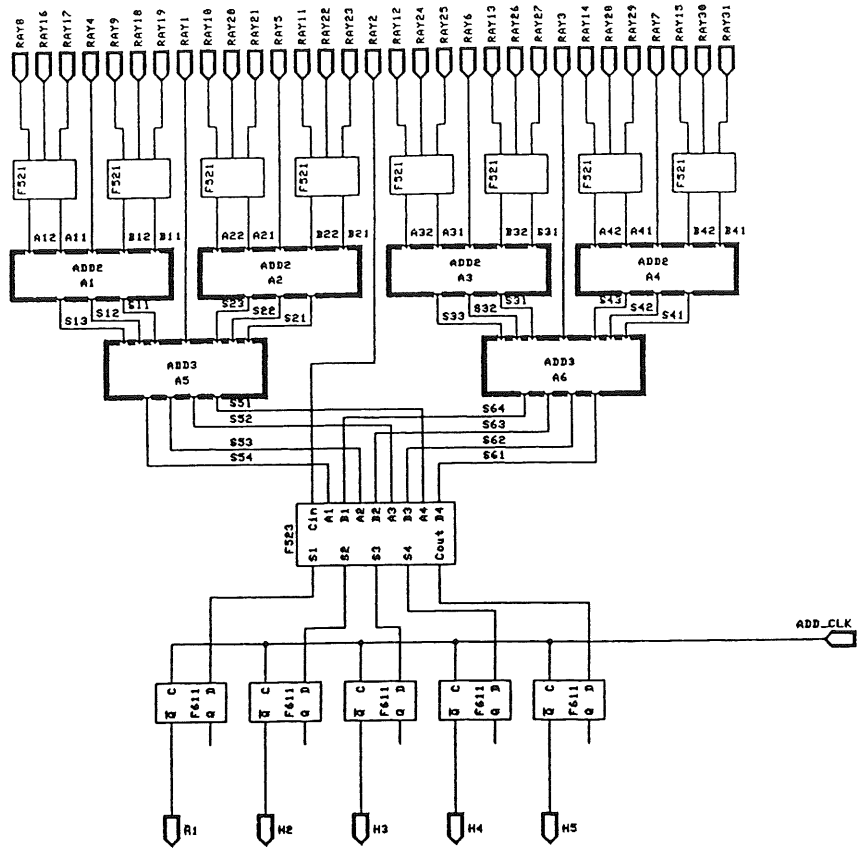 RAY8 RAY16 RAY17 RAY4 RAY9 RAY18 RAY19 RAY1 RAY10 RAY20 RAY21 RAY5 RAY11 RAY22 RAY23 RAY2 RAY12 RAY24 RAY25 RAY6 RAY13 RAY26 RAY27 RAY3 RAY14 RAY28 RAY29 RAY7 RAY15 RAY30 RAY31
F521 F521 F521 F521 F521 F521 F521 F521
A12 A11 B12 B11 A22 A21 B22 B21 A32 A31 B32 B31 A42 A41 B42 B41
ADD2 ADD2 ADD2 ADD2
A1 A2 A3 A4
S13 S12 S11 S23 S22 S21 S33 S32 S31 S43 S42 S41
ADD3 ADD3
A5 A6
S51 S64
S52 S63
S53 S62
S54 S61
F523
Cin A1 B1 A2 B2 A3 B3 A4 B4
S1 S2 S3 S4 Cout
ADD_CLK
C D C D C D C D C D
F611 F611 F611 F611
Q Q Q Q Q Q Q Q Q Q
R1 H2 H3 H4 H5